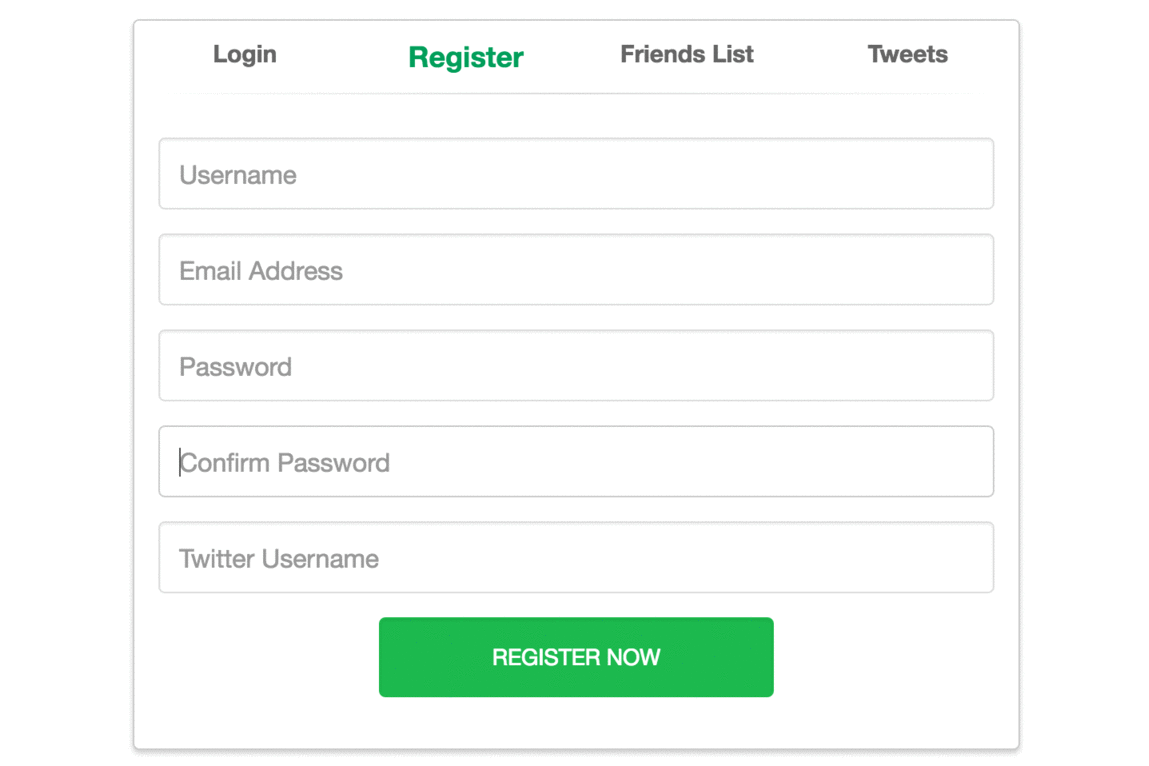 Login Register Friends List Tweets
Username
Email Address
Password
Confirm Password
Twitter Username
REGISTER NOW